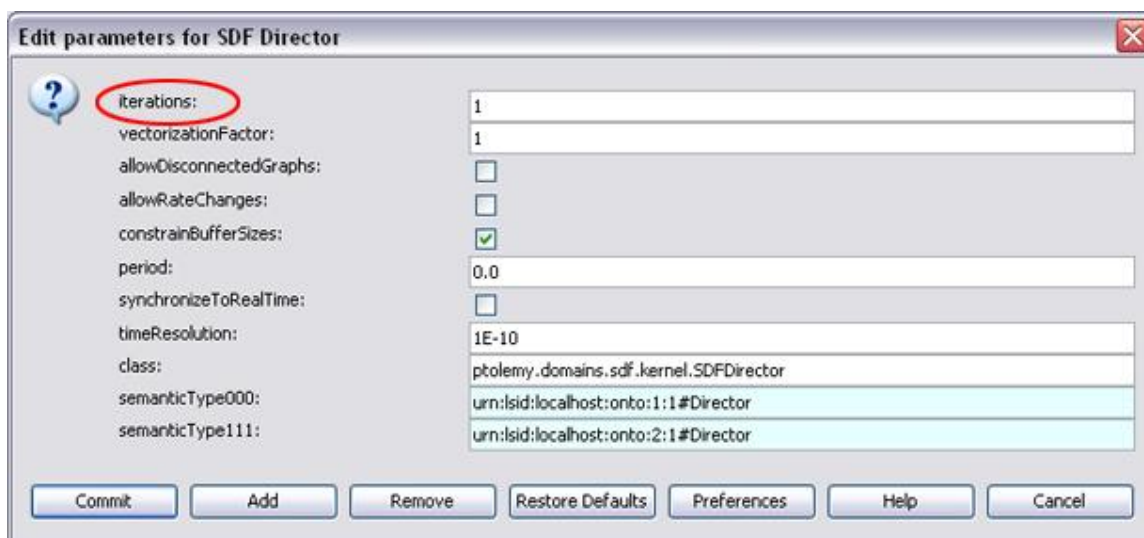 Edit parameters for SDF Director
iterations: 1
vectorizationFactor: 1
allowDisconnectedGraphs:
allowRateChanges:
constrainBufferSizes:
period: 0.0
synchronizeToRealTime:
timeResolution: 1E-10
class: ptolemy.domains.sdf.kernel.SDFDirector
semanticType000: urn:lsid:localhost:onto:1:1#Director
semanticType111: urn:lsid:localhost:onto:2:1#Director
Commit Add Remove Restore Defaults Preferences Help Cancel